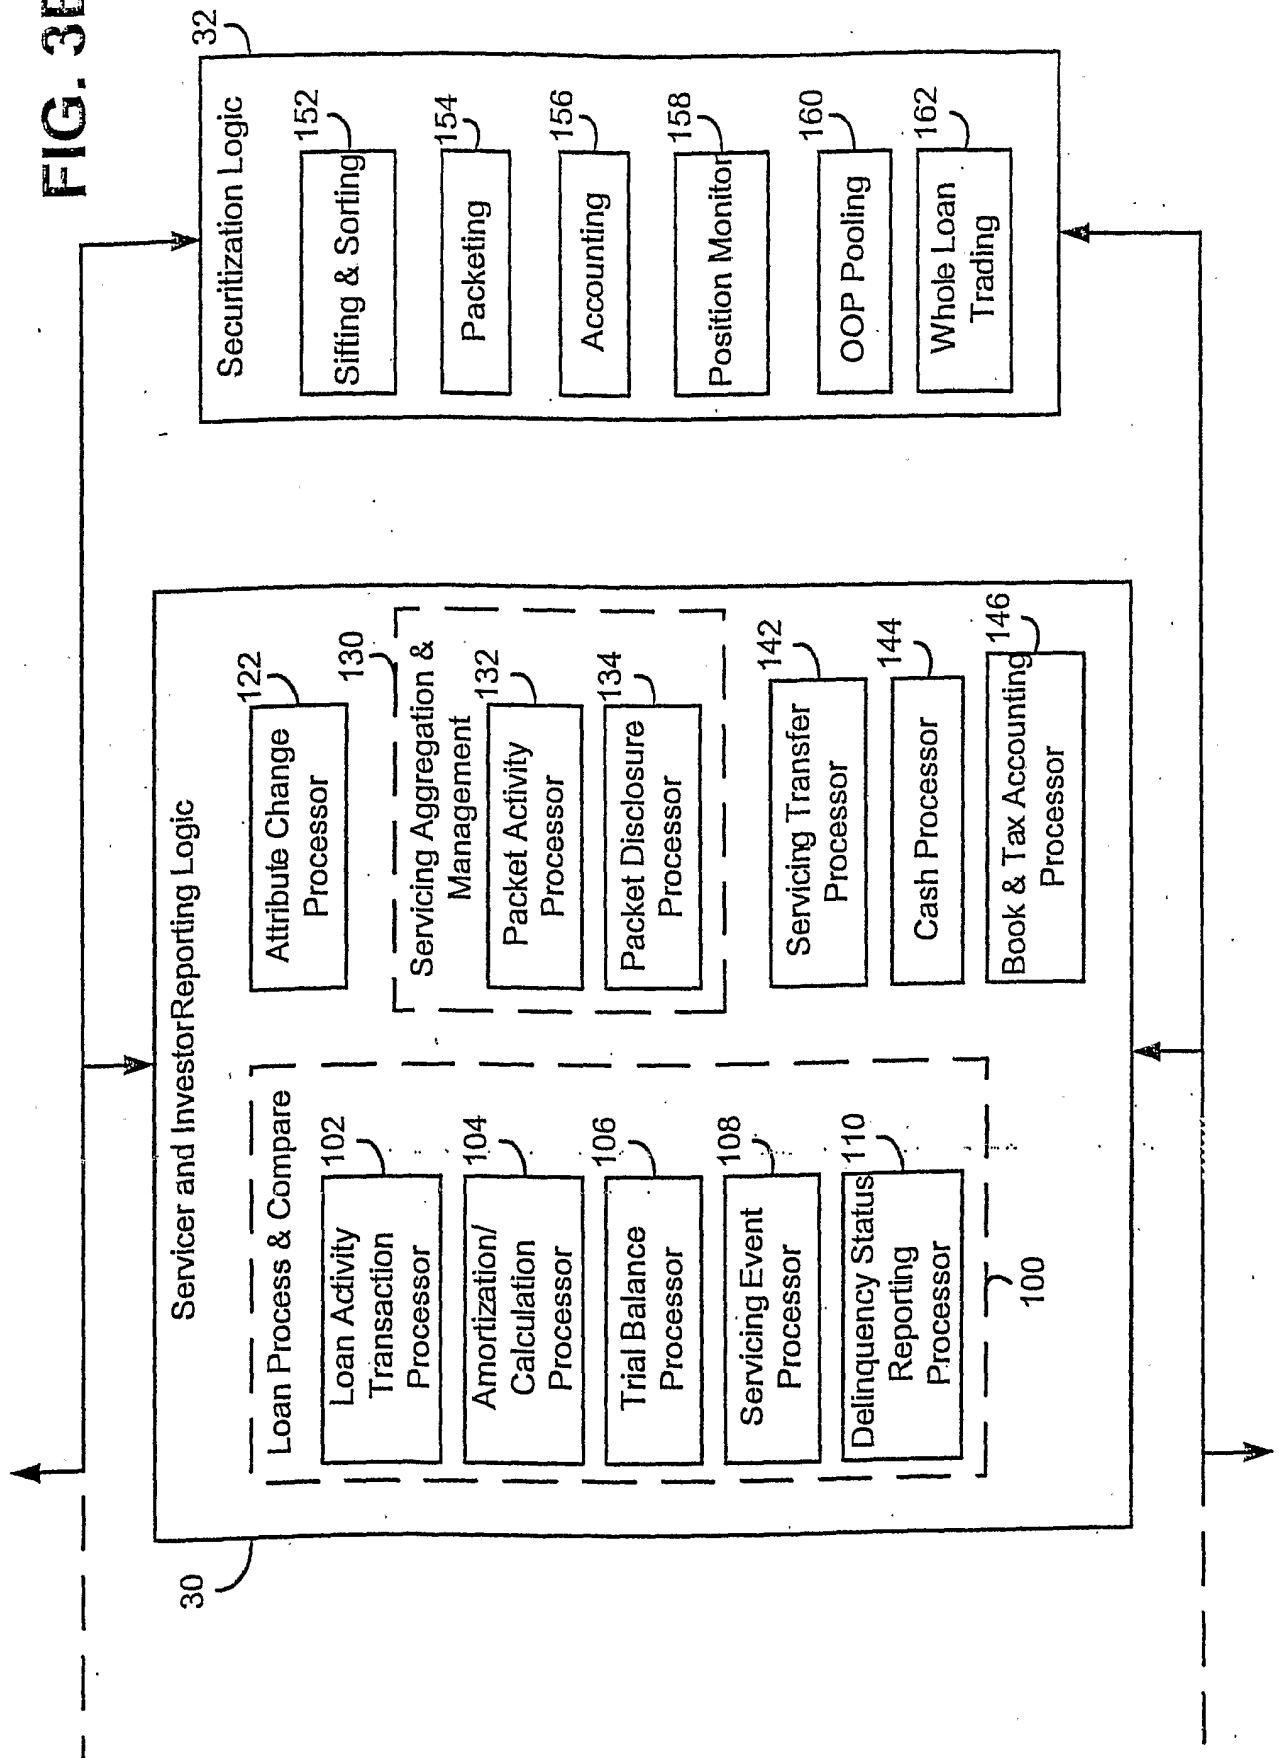 FIG. 3B
Servicer and InvestorReporting Logic
30
Loan Process & Compare
Loan Activity
Transaction
Processor
102
Amortization/
Calculation
Processor
104
Trial Balance
Processor
106
Servicing Event
Processor
108
Delinquency Status
Reporting
Processor
110
100
Attribute Change
Processor
122
130
Servicing Aggregation &
Management
Packet Activity
Processor
132
Packet Disclosure
Processor
134
Servicing Transfer
Processor
142
Cash Processor
144
Book & Tax Accounting
Processor
146
32
Securitization Logic
Sifting & Sorting
152
Packeting
154
Accounting
156
Position Monitor
158
OOP Pooling
160
Whole Loan
Trading
162